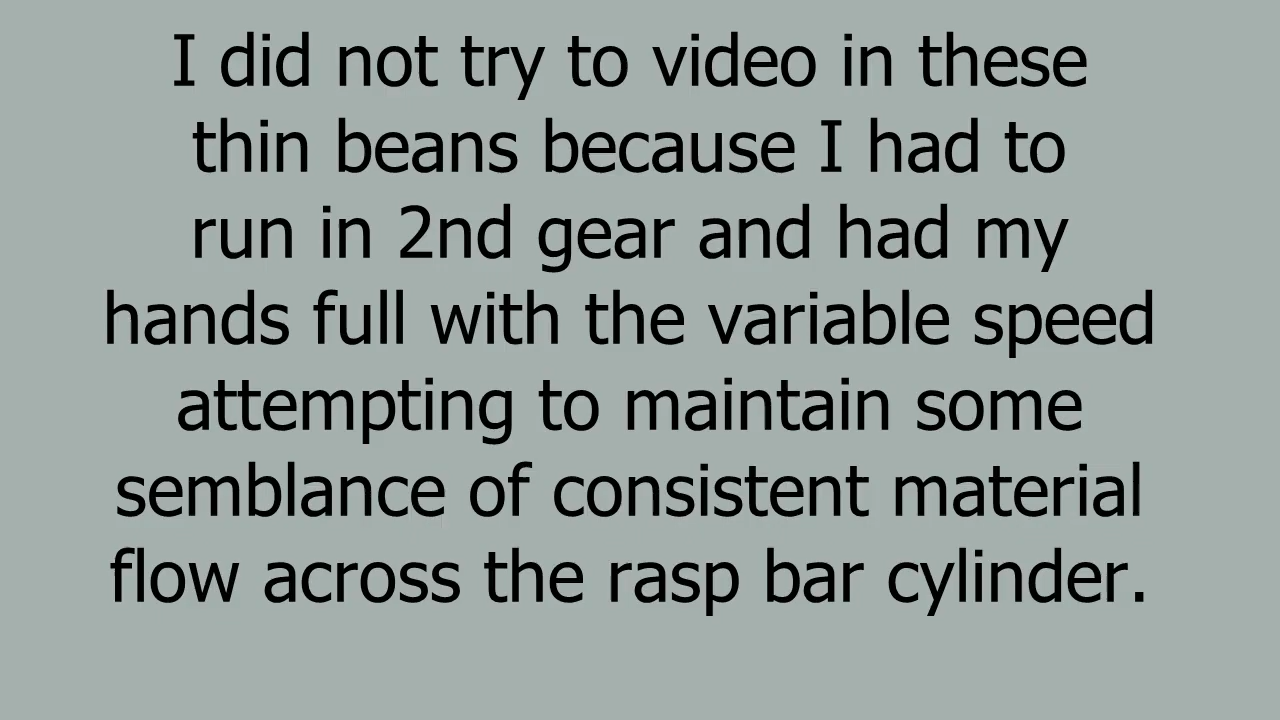 I did not try to video in these
thin beans because I had to
run in 2nd gear and had my
hands full with the variable speed
attempting to maintain some
semblance of consistent material
flow across the rasp bar cylinder.